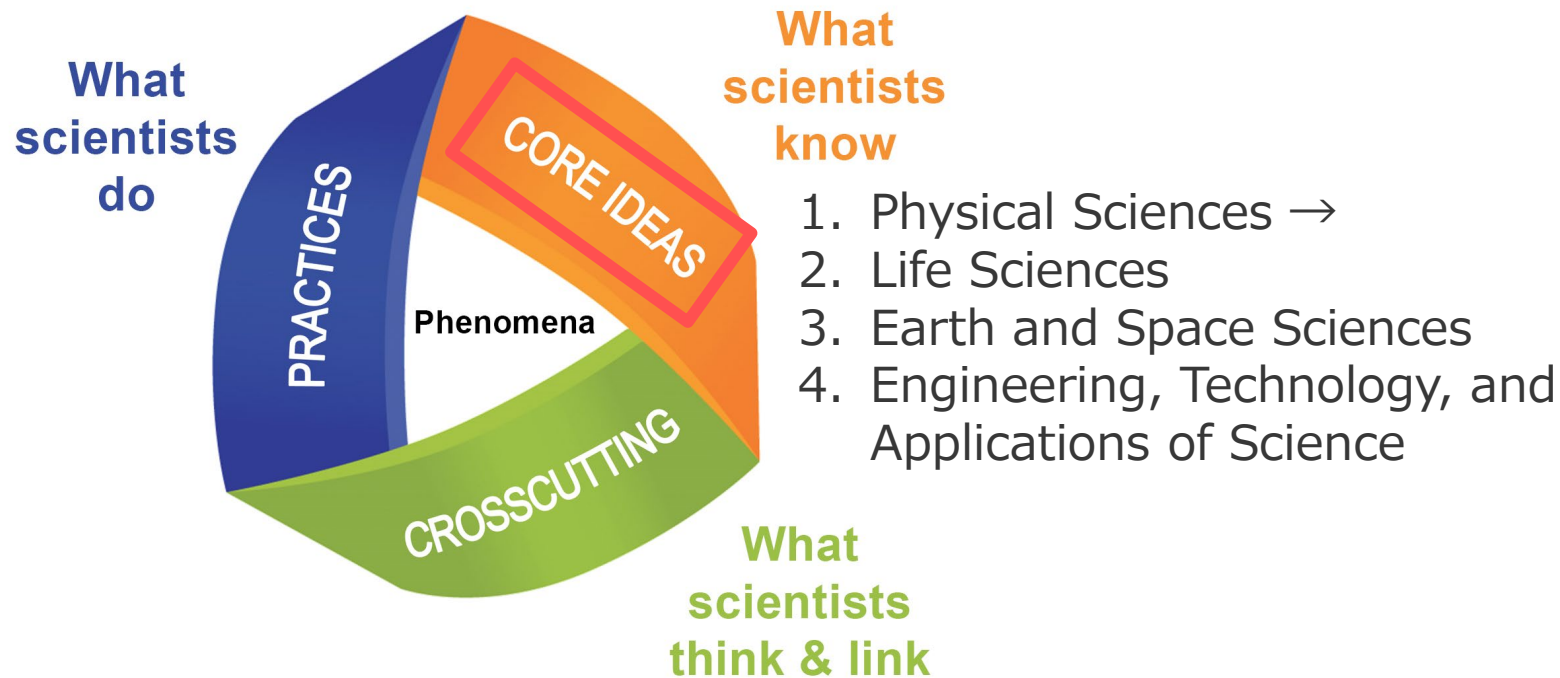 What
scientists
do
PRACTICES
CORE IDEAS
What
scientists
know
1. Physical Sciences →
2. Life Sciences
3. Earth and Space Sciences
4. Engineering, Technology, and
Applications of Science
Phenomena
CROSSCUTTING
What
scientists
think & link